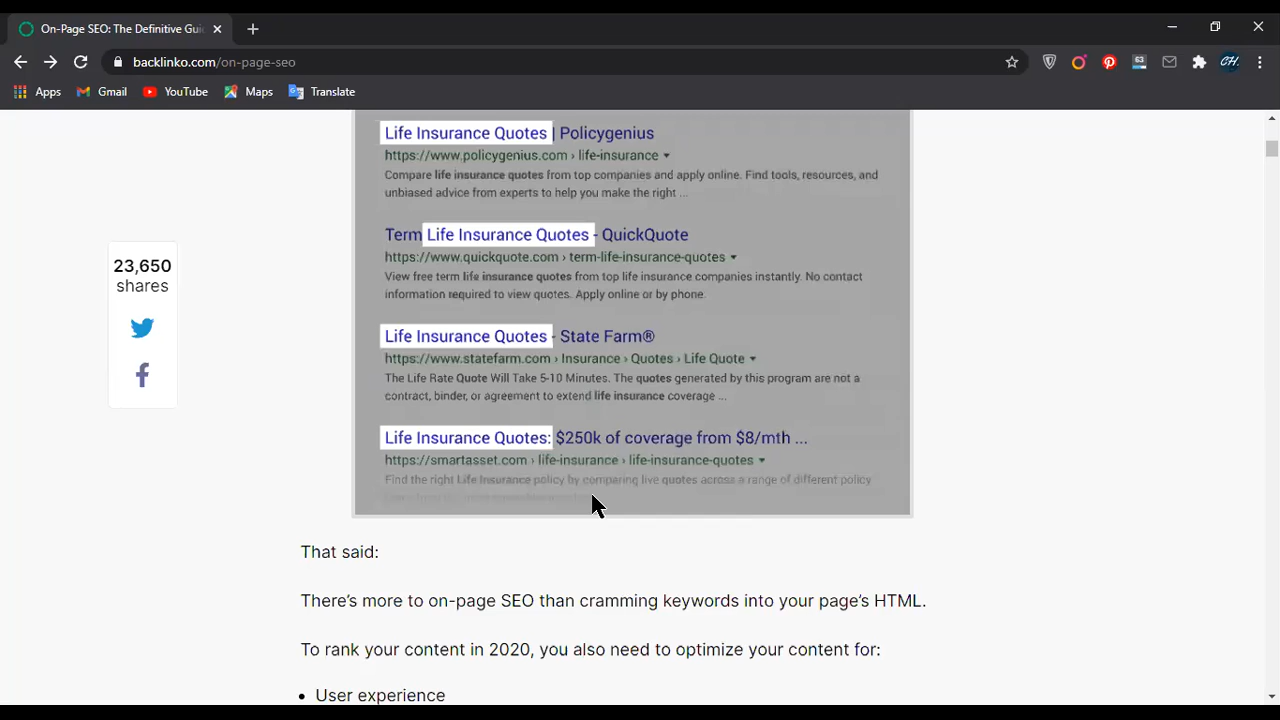 On-Page SEO: The Definitive Gui
backlinko.com/on-page-seo
63
CH.
Apps
Gmail
YouTube
Maps
Translate
Life Insurance Quotes | Policygenius
https://www.policygenius.com › life-insurance
Compare life insurance quotes from top companies and apply online. Find tools, resources, and
unbiased advice from experts to help you make the right ...
Term Life Insurance Quotes - QuickQuote
https://www.quickquote.com › term-life-insurance-quotes
View free term life insurance quotes from top life insurance companies instantly. No contact
information required to view quotes. Apply online or by phone.
23,650
shares
Life Insurance Quotes - State Farm®
https://www.statefarm.com › Insurance › Quotes › Life Quote
The Life Rate Quote Will Take 5-10 Minutes. The quotes generated by this program are not a
contract, binder, or agreement to extend life insurance coverage ...
Life Insurance Quotes: $250k of coverage from $8/mth ...
https://smartasset.com › life-insurance › life-insurance-quotes
Find the right Life Insurance policy by comparing live quotes across a range of different policy
That said:
There's more to on-page SEO than cramming keywords into your page's HTML.
To rank your content in 2020, you also need to optimize your content for:
• User experience